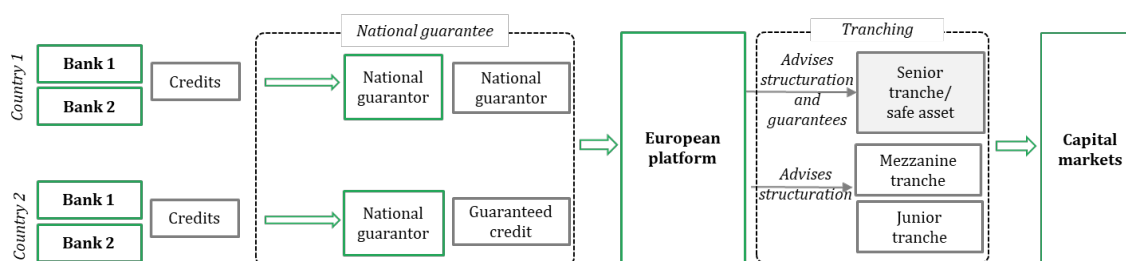 National guarantee
Tranching
Country 1
Bank 1
Bank 2
Credits
National
guarantor
National
guarantor
European
platform
Advises
structuration
and
guarantees
Senior
tranche/
safe asset
Capital
markets
Mezzanine
tranche
Advises
structuration
Junior
tranche
Country 2
Bank 1
Bank 2
Credits
National
guarantor
Guaranteed
credit